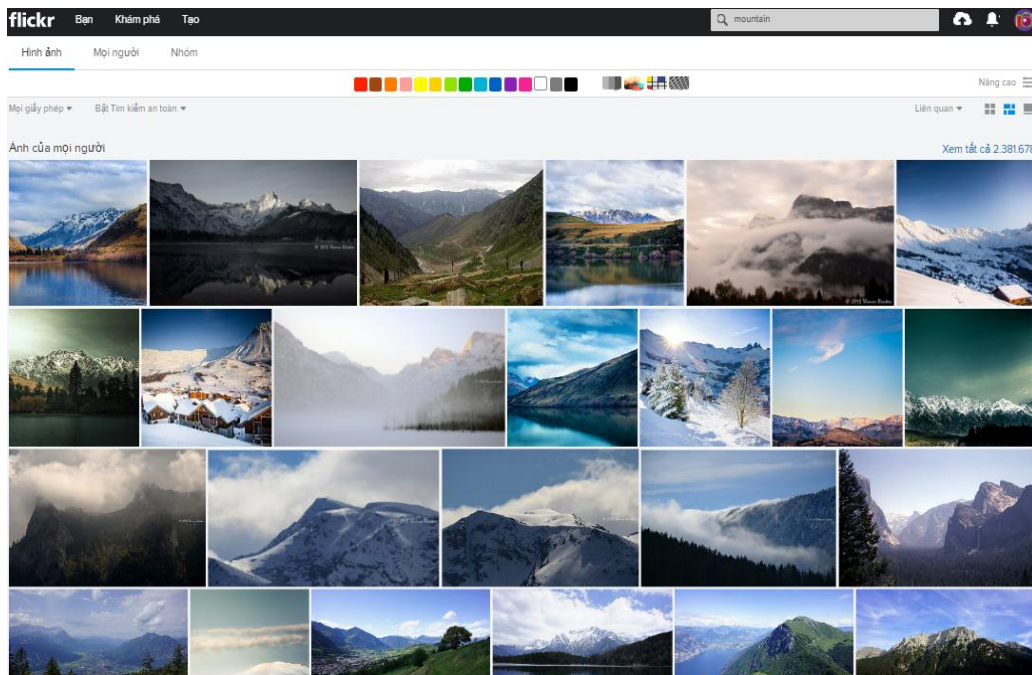 flickr Bạn Khám phá Tạo mountain
Hình ảnh Mọi người Nhóm
Nâng cao
Mọi giấy phép Bật Tìm kiếm an toàn Liên quan
Ảnh của mọi người Xem tất cả 2.381.678